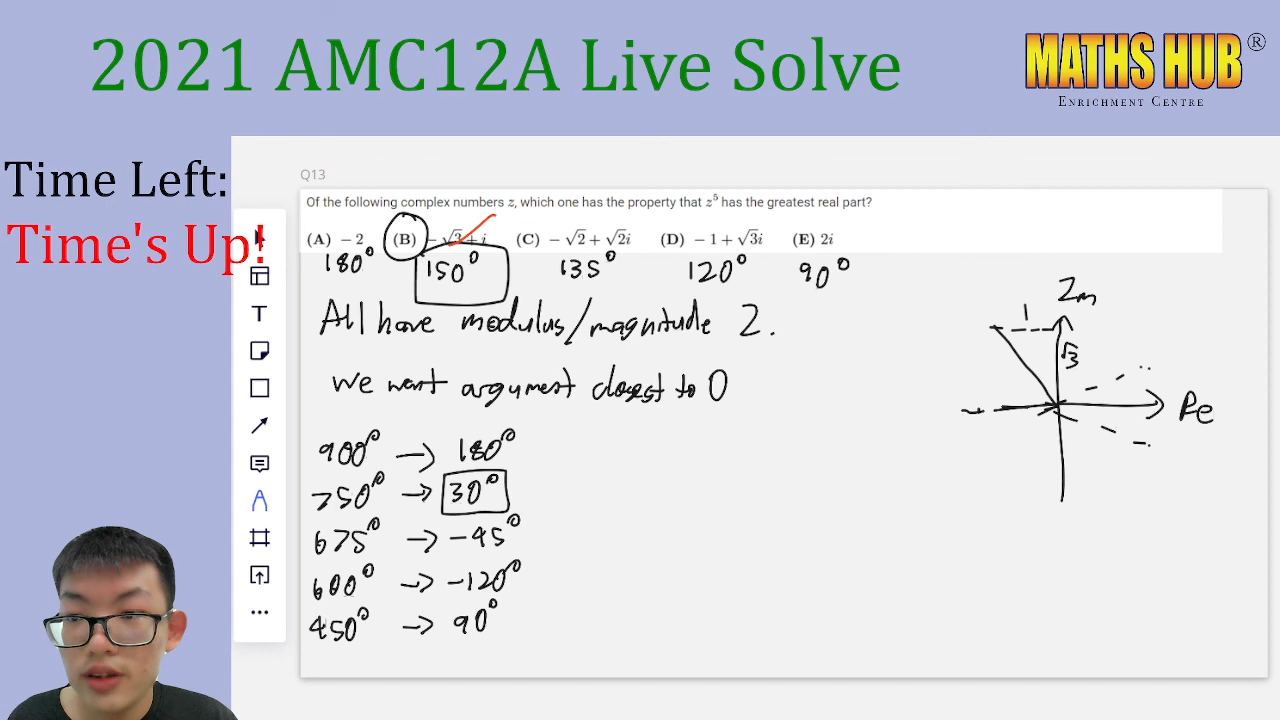 2021 AMC12A Live Solve
MATHS HUB®
ENRICHMENT CENTRE
Time Left:
Time's Up!
Q13
Of the following complex numbers z, which one has the property that z⁵ has the greatest real part?
(A) −2 (B) −√3 + i (C) −√2 + √2i (D) −1 + √3i (E) 2i
180° 150° 135° 120° 90°
All have modulus/magnitude 2.
We want argument closest to 0
900° → 180°
750° → 30°
675° → -45°
600° → -120°
450° → 90°
Im
1
√3
Re
T